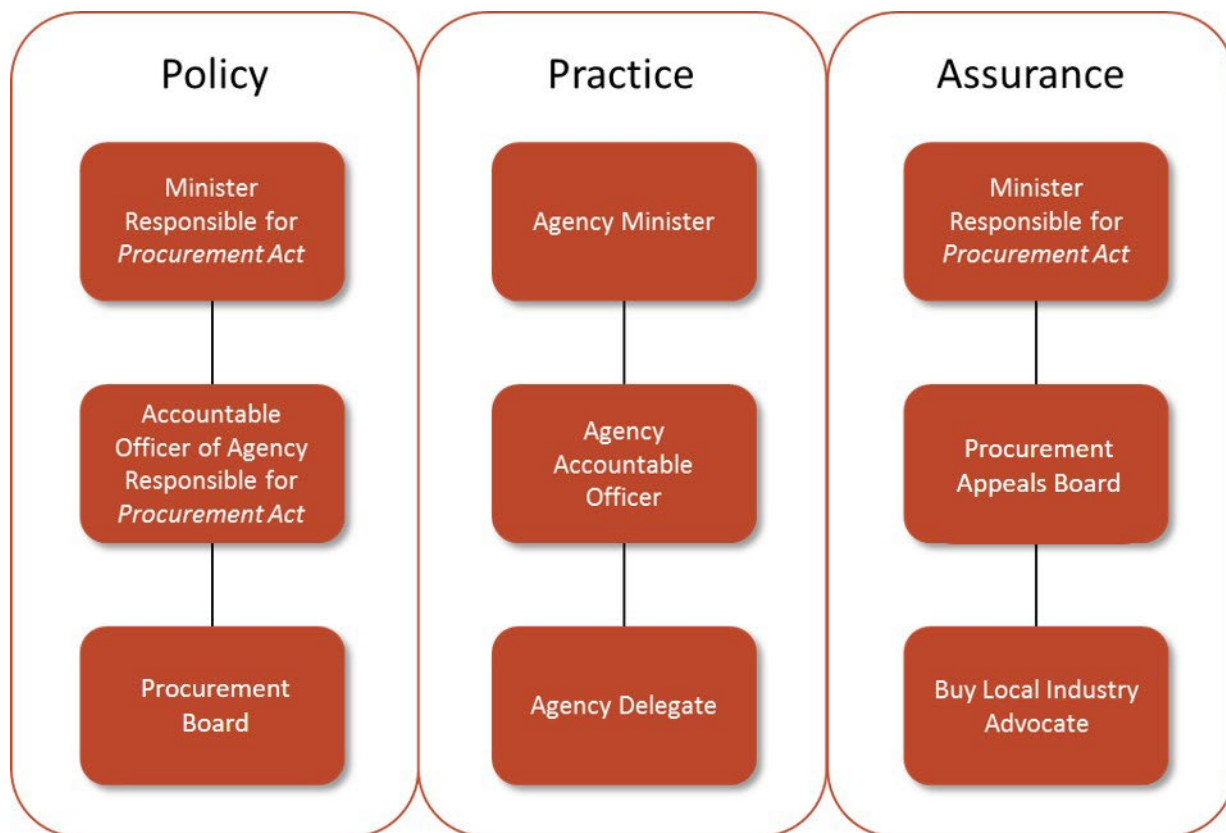 Policy
Minister
Responsible for
Procurement Act
Accountable
Officer of Agency
Responsible for
Procurement Act
Procurement
Board
Practice
Agency Minister
Agency
Accountable
Officer
Agency Delegate
Assurance
Minister
Responsible for
Procurement Act
Procurement
Appeals Board
Buy Local Industry
Advocate